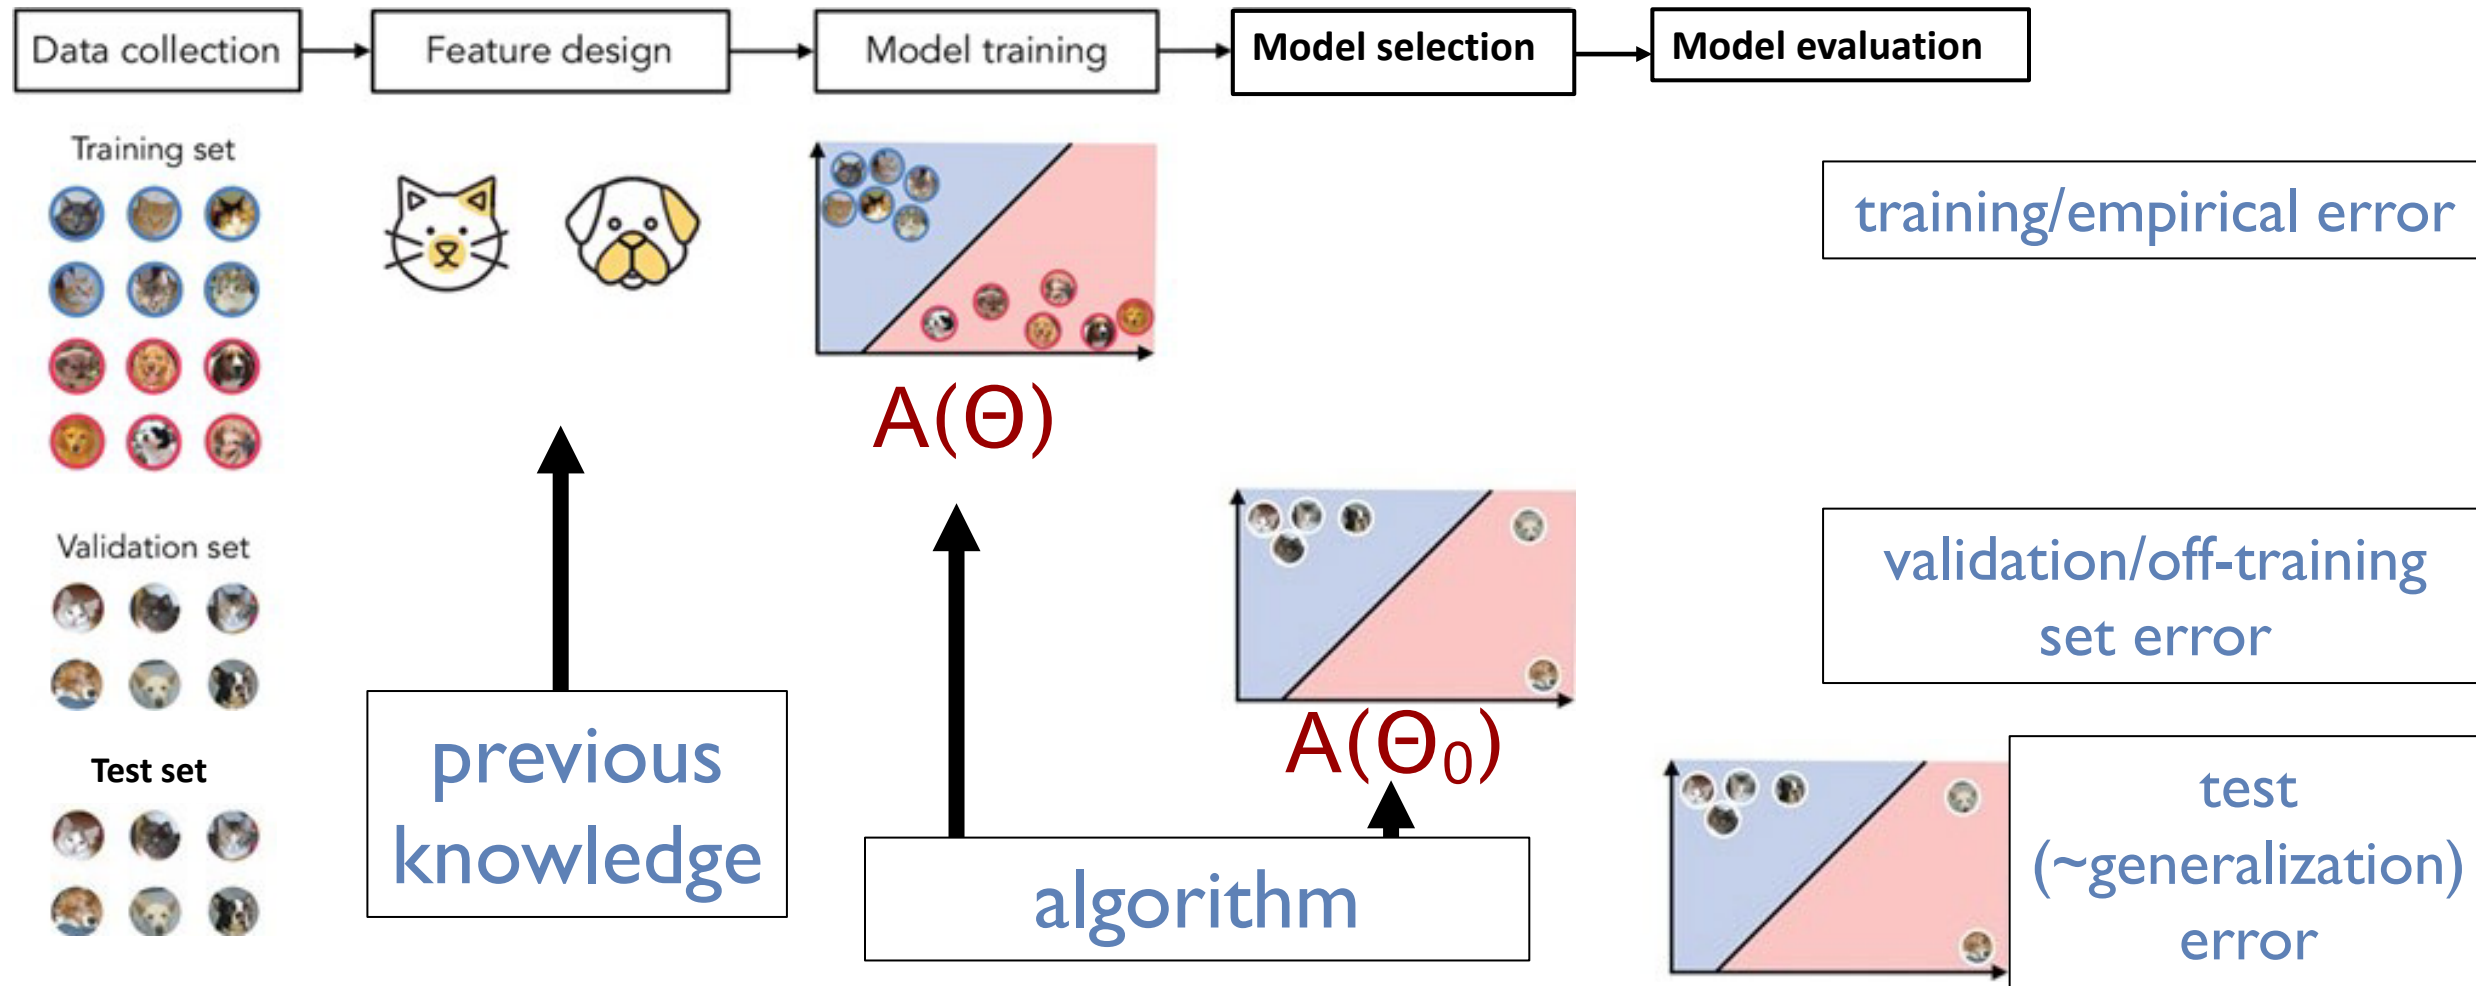 Data collection
Feature design
Model training
Model selection
Model evaluation
Training set
training/empirical error
A(Θ)
Validation set
validation/off-training
set error
A(Θ₀)
previous
knowledge
Test set
algorithm
test
(~generalization)
error